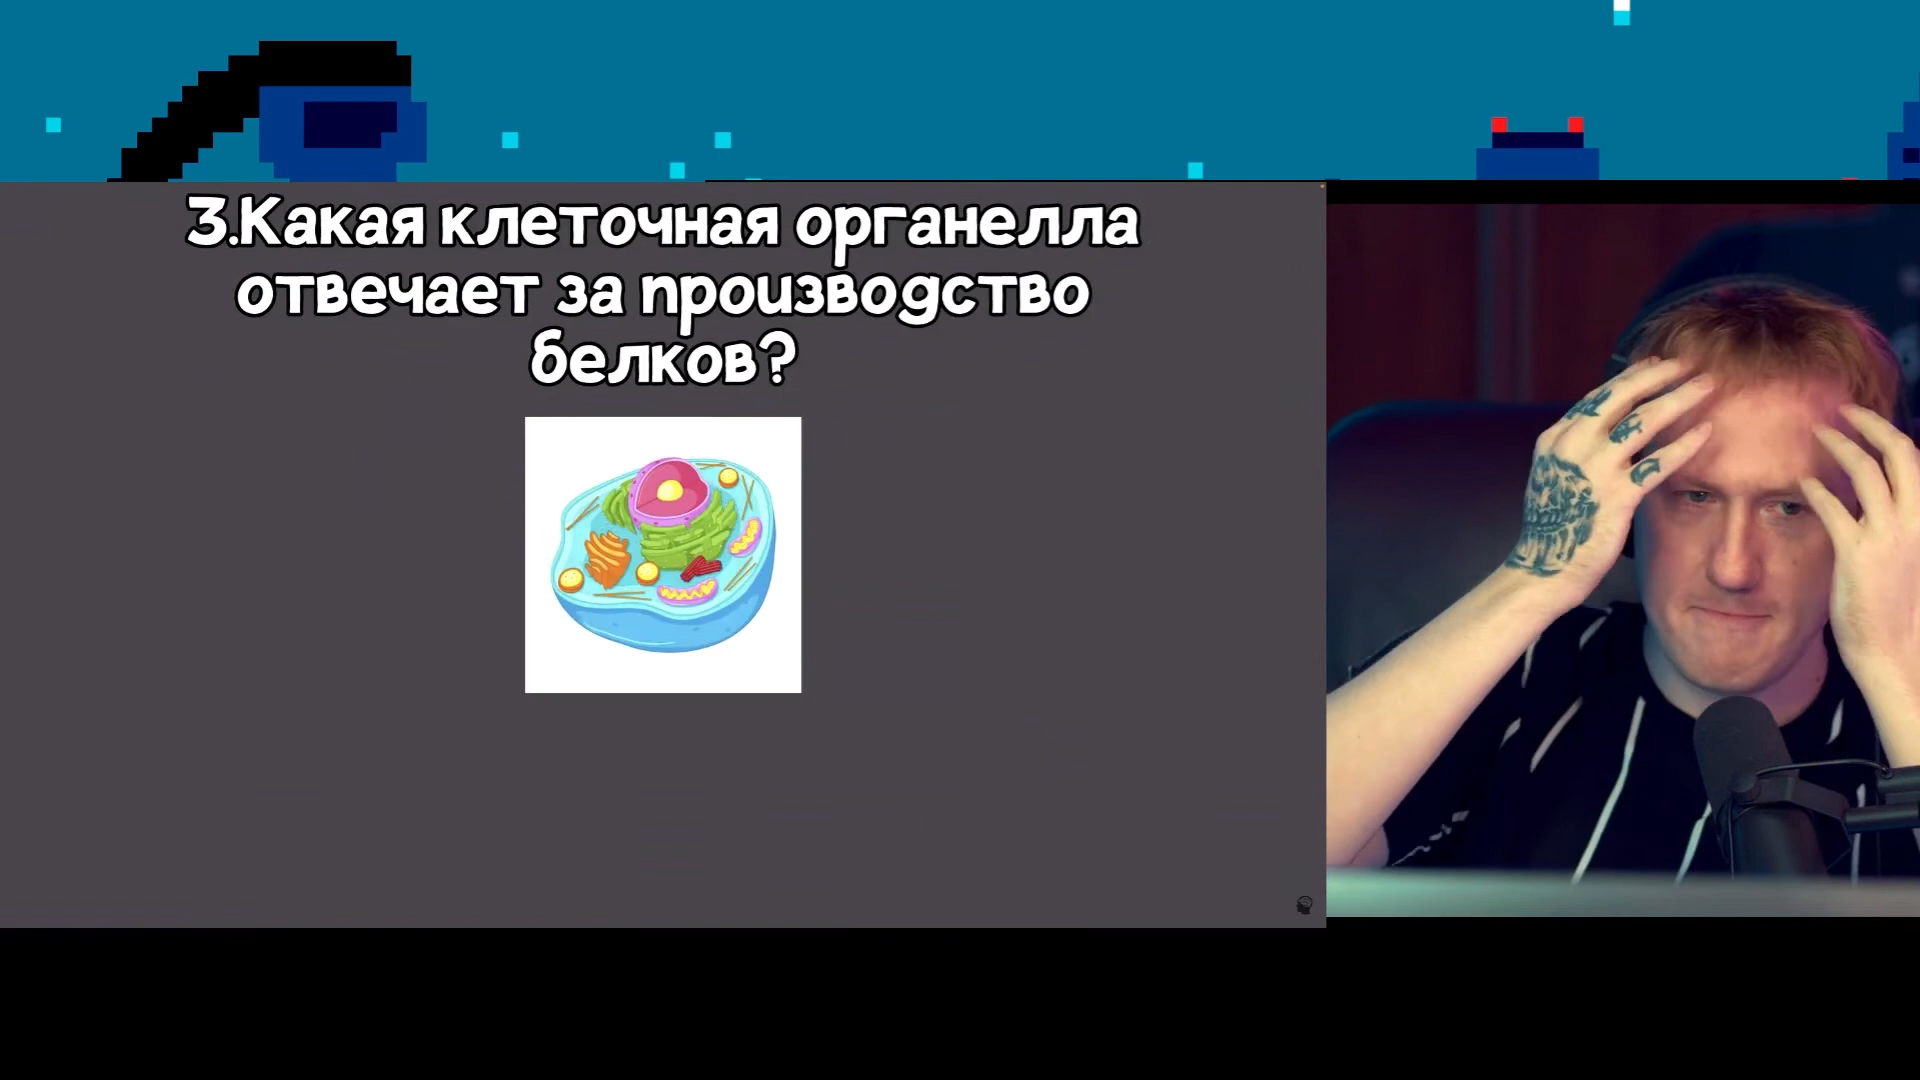 3.Какая клеточная органелла
отвечает за производство
белков?